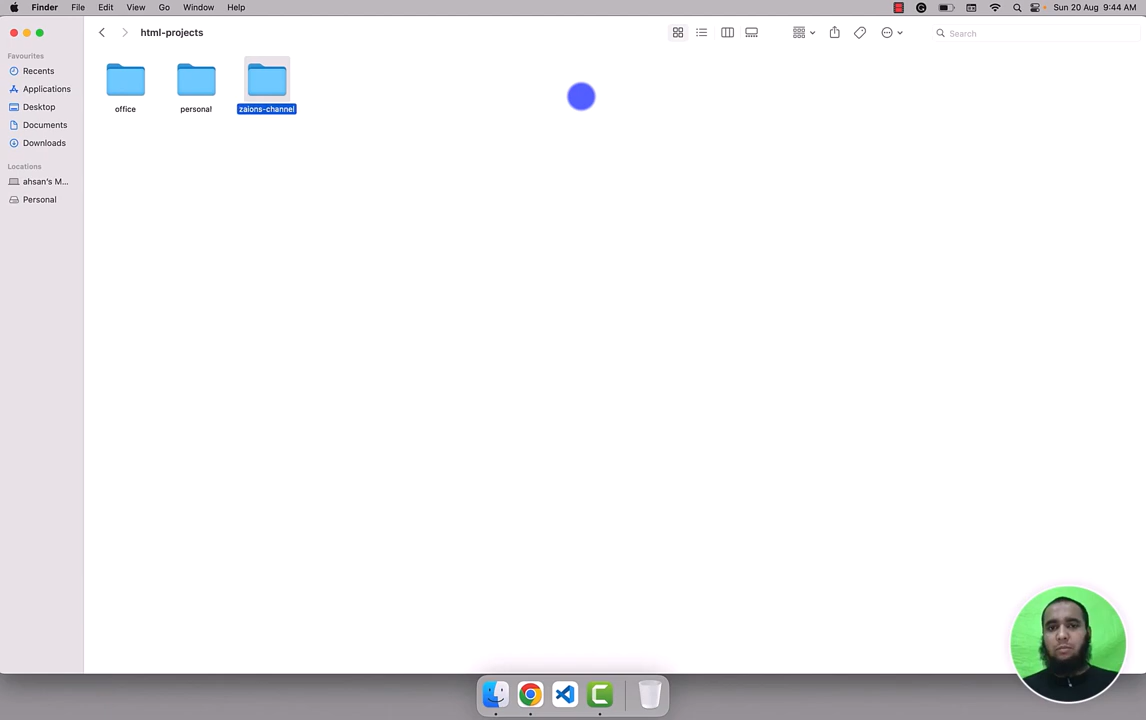 Finder File Edit View Go Window Help Sun 20 Aug 9:44 AM
html-projects Search
Favourites
Recents
Applications
Desktop
Documents
Downloads
Locations
ahsan's M...
Personal
office personal zaions-channel